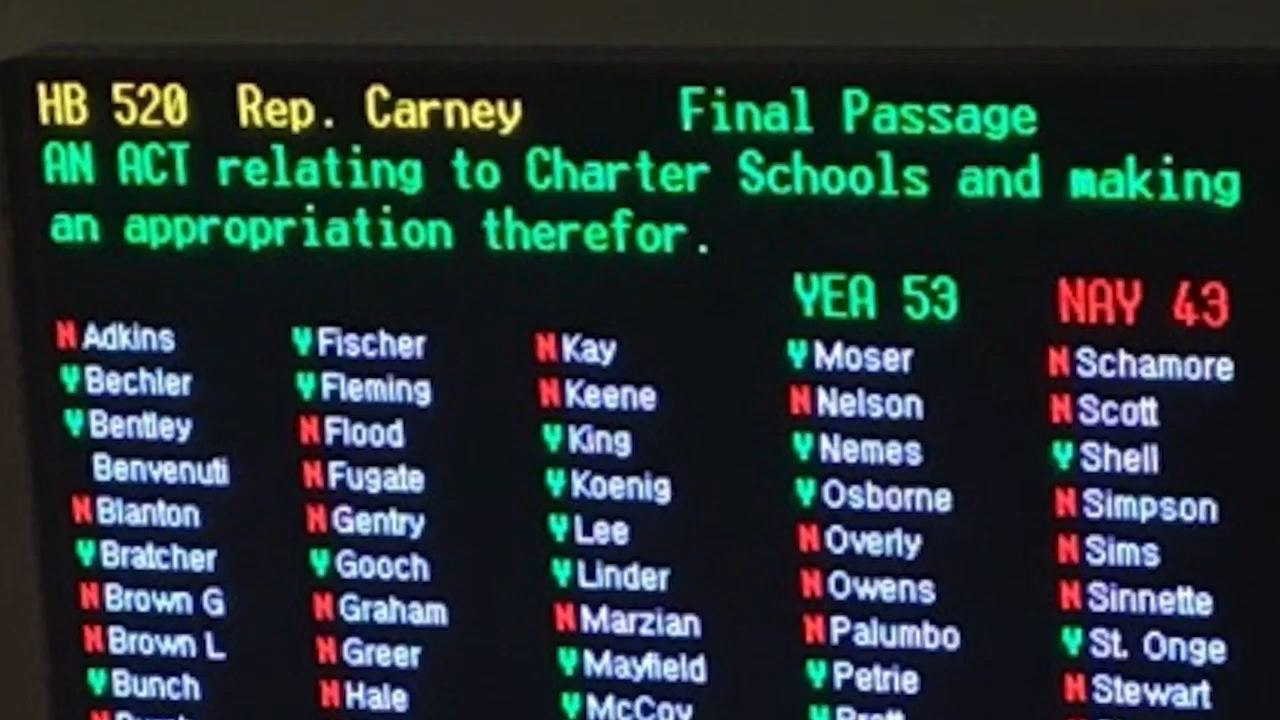 HB 520 Rep. Carney Final Passage
AN ACT relating to Charter Schools and making
an appropriation therefor.
YEA 53 NAY 43
N Adkins Y Fischer N Kay Y Moser N Schamore
Y Bechler Y Fleming N Keene N Nelson N Scott
Y Bentley N Flood Y King Y Nemes Y Shell
Benvenuti N Fugate Y Koenig Y Osborne N Simpson
N Blanton N Gentry Y Lee N Overly N Sims
Y Bratcher Y Gooch Y Linder N Owens N Sinnette
N Brown G N Graham N Marzian N Palumbo Y St. Onge
N Brown L N Greer Y Mayfield Y Petrie N Stewart
Y Bunch N Hale Y McCoy Y Pratt